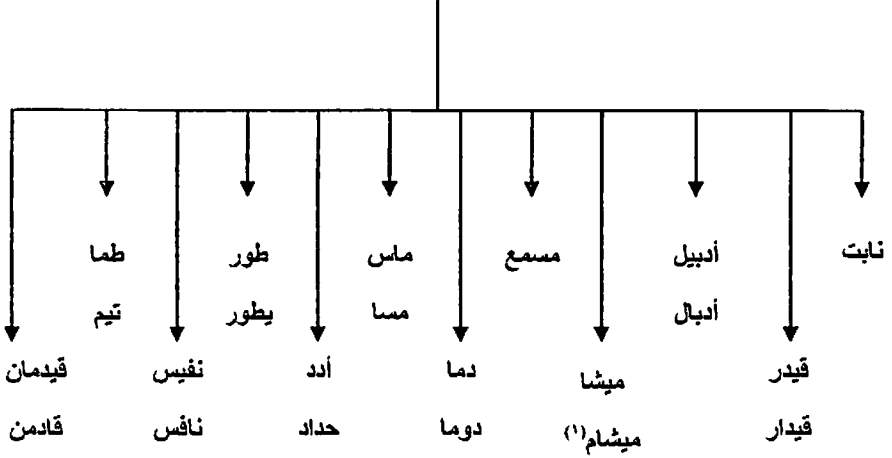 نابت
أدبيل
أدبال
مسمع
ماس
مسا
طور
يطور
طما
تيم
قيدر
قيدار
ميشا
ميشام(١)
دما
دوما
أدد
حداد
نفيس
نافس
قيدمان
قادمن